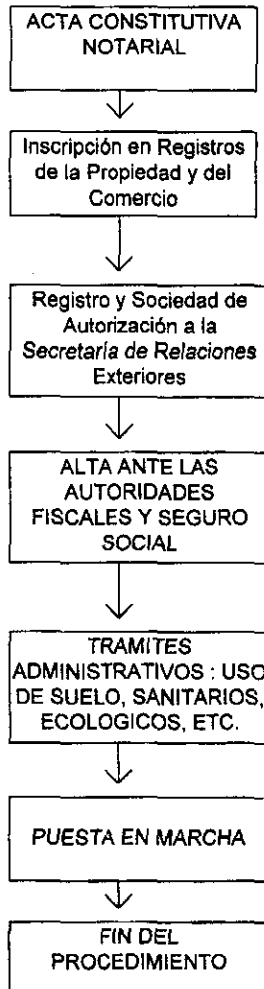 ACTA CONSTITUTIVA
NOTARIAL
Inscripción en Registros
de la Propiedad y del
Comercio
Registro y Sociedad de
Autorización a la
Secretaría de Relaciones
Exteriores
ALTA ANTE LAS
AUTORIDADES
FISCALES Y SEGURO
SOCIAL
TRAMITES
ADMINISTRATIVOS : USO
DE SUELO, SANITARIOS,
ECOLOGICOS, ETC.
PUESTA EN MARCHA
FIN DEL
PROCEDIMIENTO